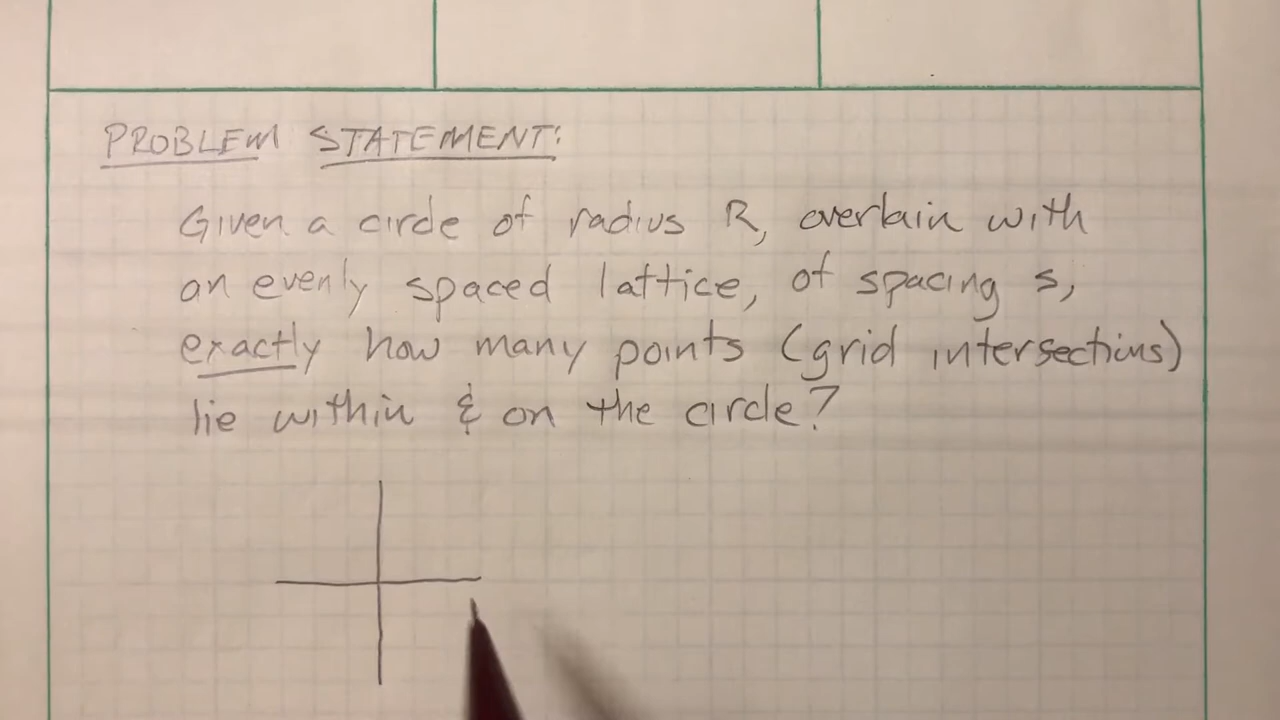 PROBLEM STATEMENT:
Given a circle of radius R, overlain with
an evenly spaced lattice, of spacing s,
exactly how many points (grid intersections)
lie within & on the circle?